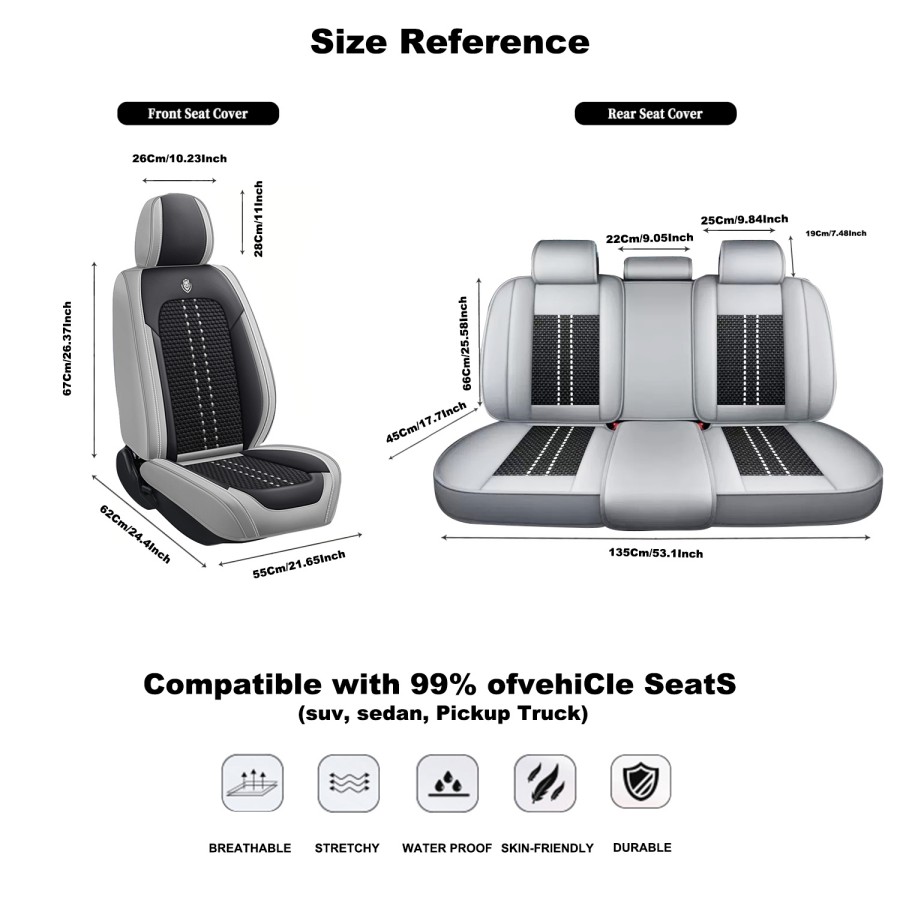 Size Reference
Front Seat Cover
Rear Seat Cover
26Cm/10.23Inch
28Cm/11Inch
67Cm/26.37Inch
62Cm/24.4Inch
55Cm/21.65Inch
25Cm/9.84Inch
22Cm/9.05Inch
19Cm/7.48Inch
66Cm/25.58Inch
45Cm/17.7Inch
135Cm/53.1Inch
Compatible with 99% ofvehiCle SeatS
(suv, sedan, Pickup Truck)
BREATHABLE STRETCHY WATER PROOF SKIN-FRIENDLY DURABLE